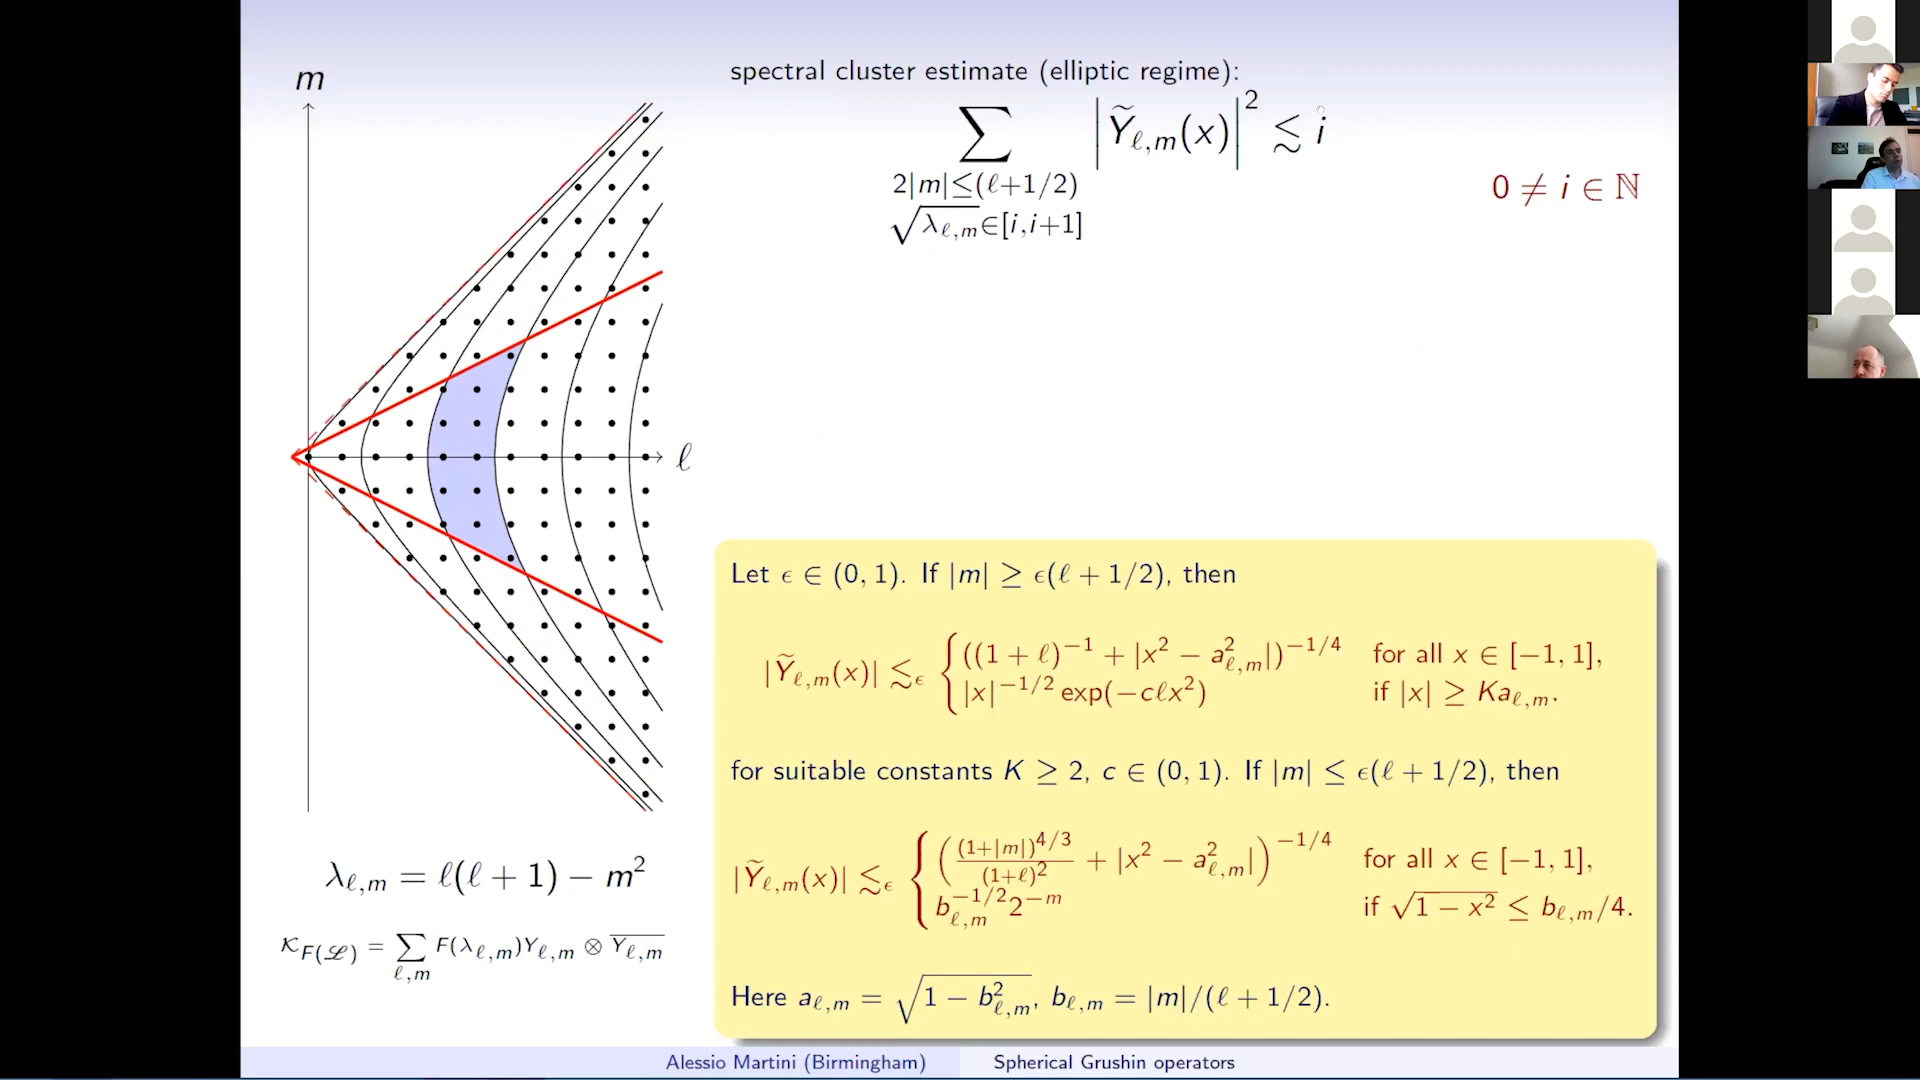 m
ℓ
λ_{ℓ,m} = ℓ(ℓ + 1) − m²
𝒦_{F(ℒ)} = ∑_{ℓ,m} F(λ_{ℓ,m})Y_{ℓ,m} ⊗ \overline{Y_{ℓ,m}}
spectral cluster estimate (elliptic regime):
∑_{2|m|≤(ℓ+1/2), √λ_{ℓ,m}∈[i,i+1]} |Ỹ_{ℓ,m}(x)|² ≲ i
0 ≠ i ∈ ℕ
Let ϵ ∈ (0, 1). If |m| ≥ ϵ(ℓ + 1/2), then
|Ỹ_{ℓ,m}(x)| ≲_ϵ { ((1 + ℓ)^{−1} + |x² − a²_{ℓ,m}|)^{−1/4} for all x ∈ [−1, 1],
|x|^{−1/2} exp(−cℓx²) if |x| ≥ Ka_{ℓ,m}.
for suitable constants K ≥ 2, c ∈ (0, 1). If |m| ≤ ϵ(ℓ + 1/2), then
|Ỹ_{ℓ,m}(x)| ≲_ϵ { ((1+|m|)^{4/3}/(1+ℓ)² + |x² − a²_{ℓ,m}|)^{−1/4} for all x ∈ [−1, 1],
b_{ℓ,m}^{−1/2} 2^{−m} if √(1 − x²) ≤ b_{ℓ,m}/4.
Here a_{ℓ,m} = √(1 − b²_{ℓ,m}), b_{ℓ,m} = |m|/(ℓ + 1/2).
Alessio Martini (Birmingham) Spherical Grushin operators